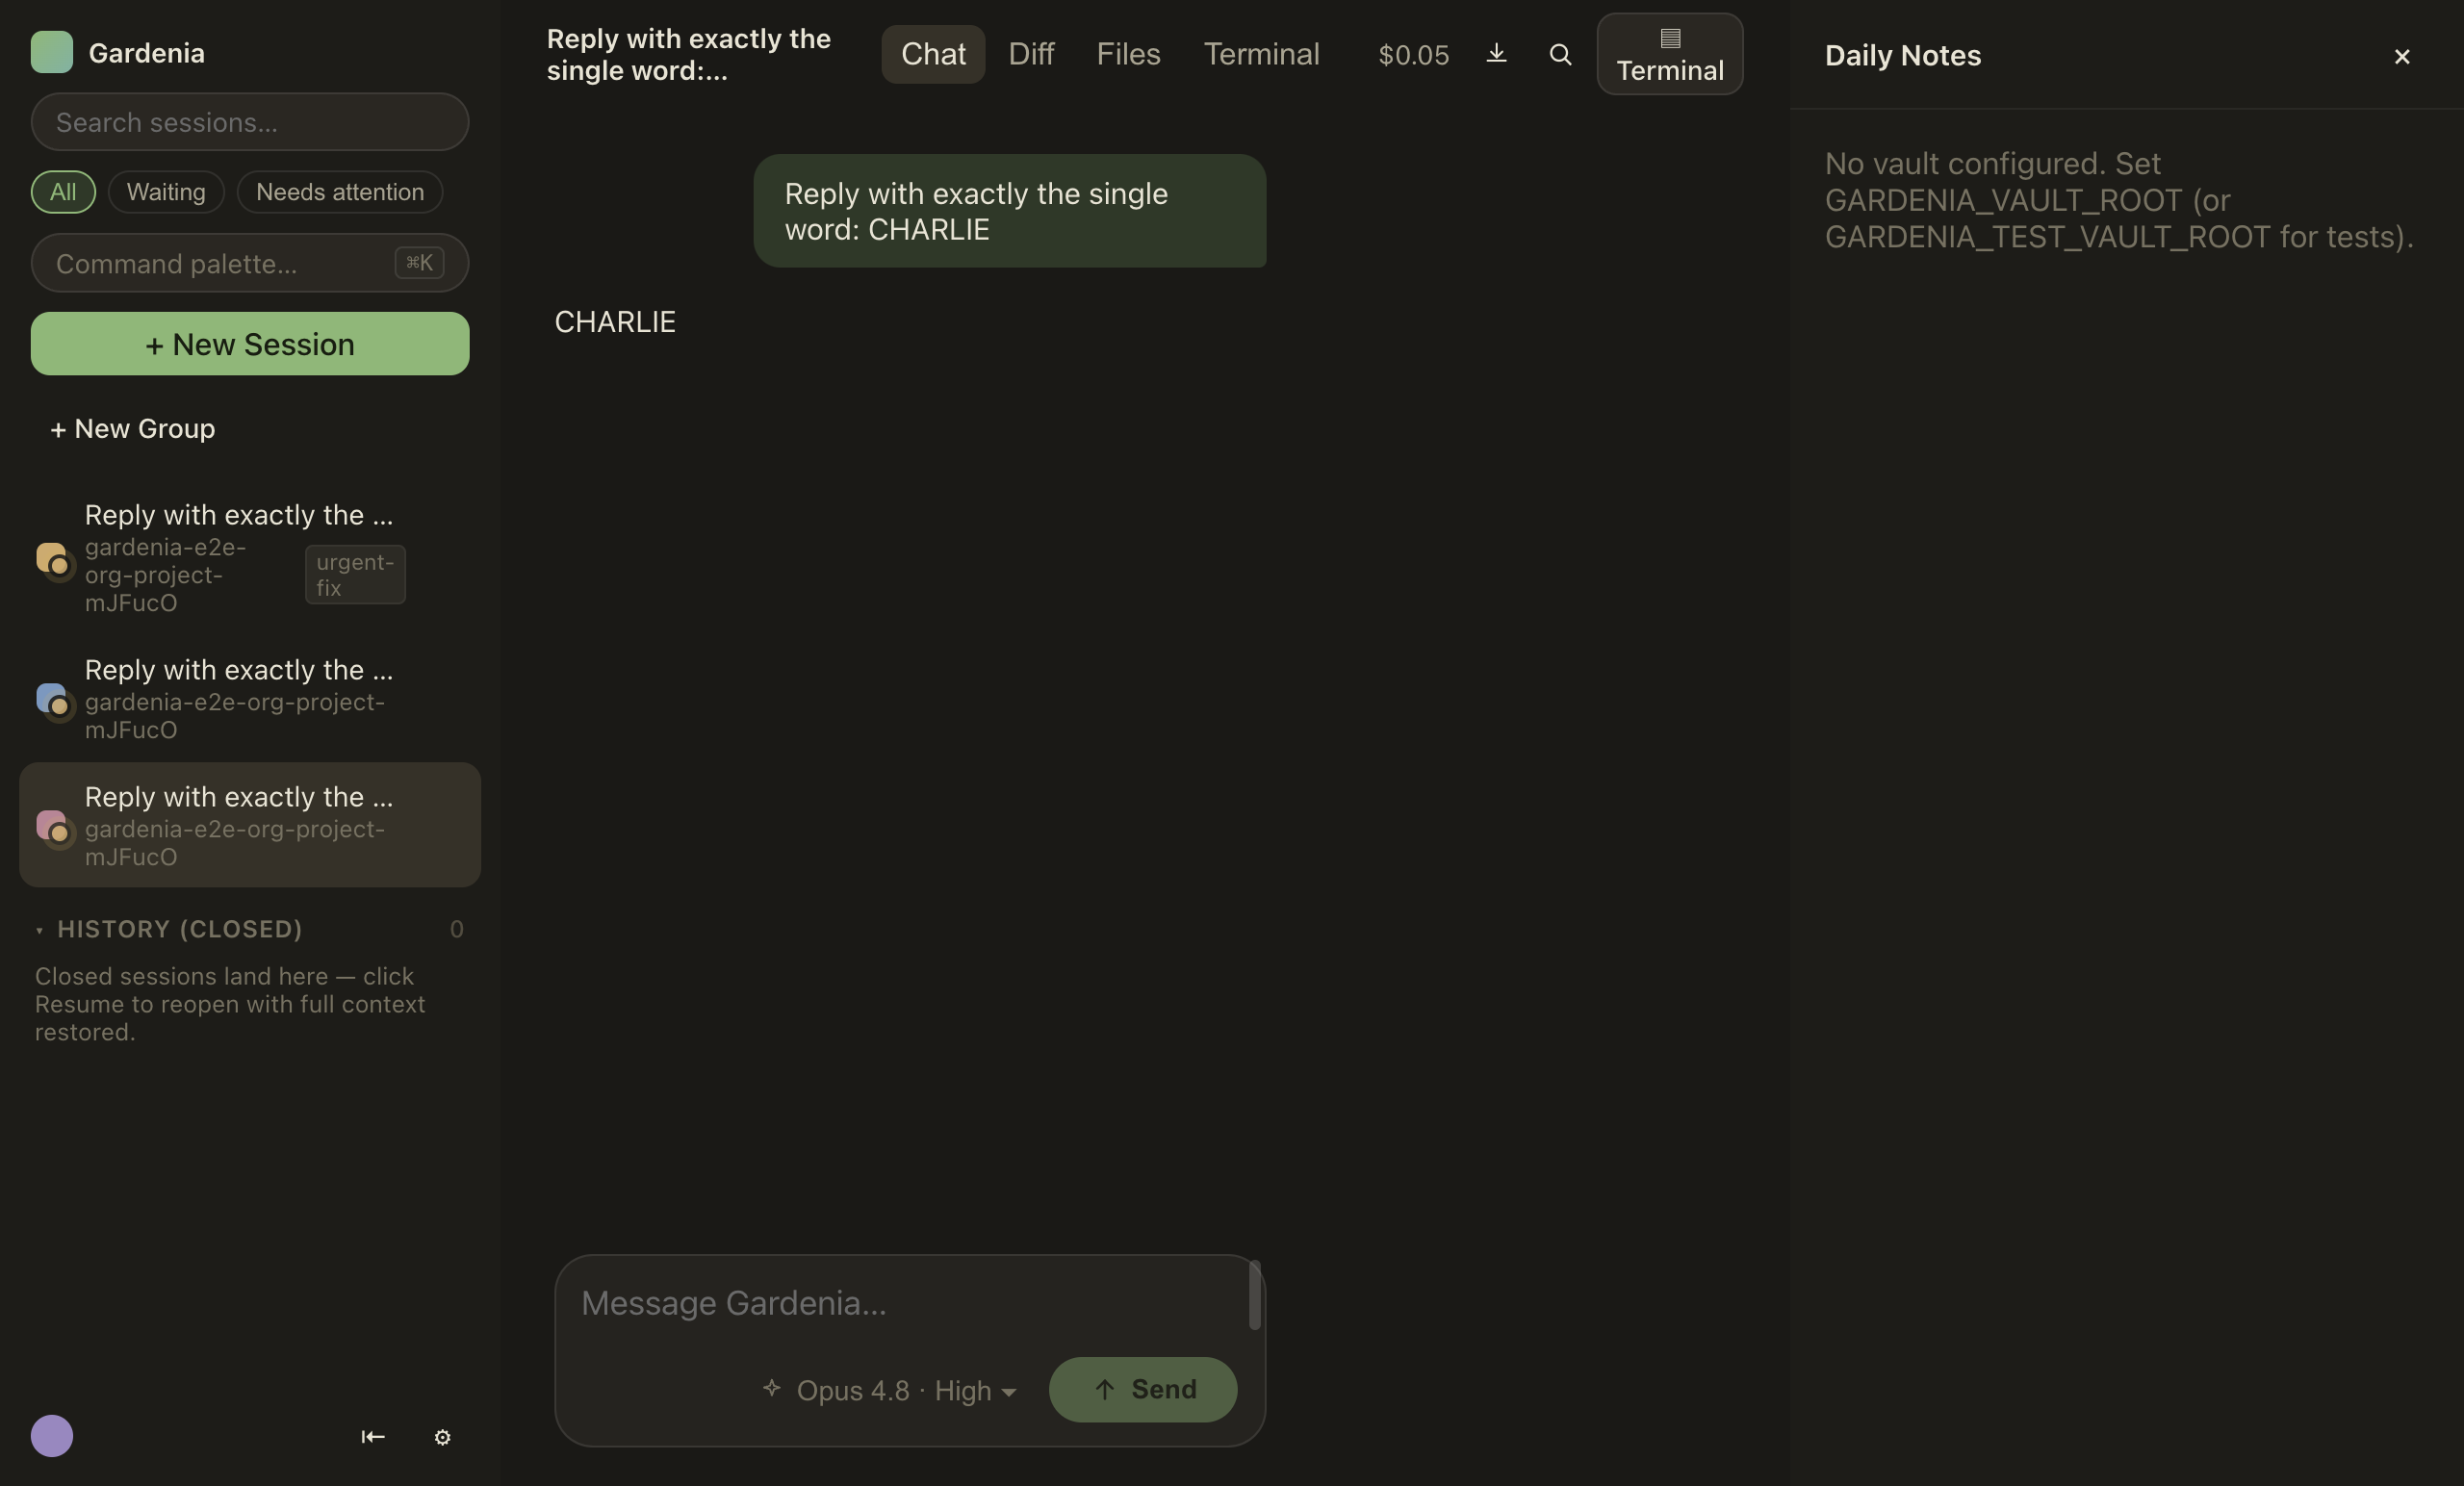 Gardenia
Search sessions...
All
Waiting
Needs attention
Command palette...
⌘K
+ New Session
+ New Group
Reply with exactly the ...
gardenia-e2e-
org-project-
mJFucO
urgent-
fix
Reply with exactly the ...
gardenia-e2e-org-project-
mJFucO
Reply with exactly the ...
gardenia-e2e-org-project-
mJFucO
HISTORY (CLOSED)
0
Closed sessions land here — click
Resume to reopen with full context
restored.
Reply with exactly the
single word:...
Chat
Diff
Files
Terminal
$0.05
Terminal
Reply with exactly the single
word: CHARLIE
CHARLIE
Message Gardenia...
Opus 4.8 · High
Send
Daily Notes
No vault configured. Set
GARDENIA_VAULT_ROOT (or
GARDENIA_TEST_VAULT_ROOT for tests).